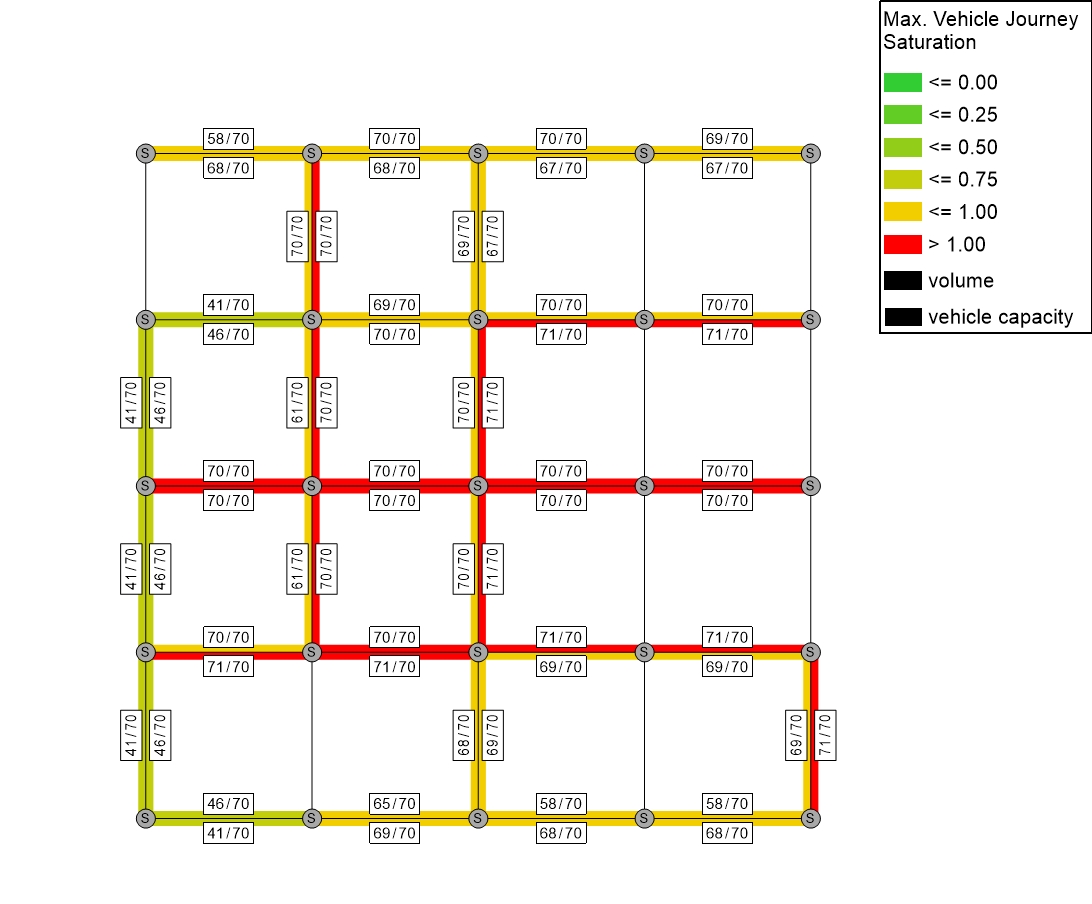 Max. Vehicle Journey
Saturation
<= 0.00
<= 0.25
<= 0.50
<= 0.75
<= 1.00
> 1.00
volume
vehicle capacity
58/70 70/70 70/70 69/70
S S S S S
68/70 68/70 67/70 67/70
70/70 70/70 69/70 67/70
41/70 69/70 70/70 70/70
S S S S S
46/70 70/70 71/70 71/70
41/70 46/70 61/70 70/70 70/70 71/70
70/70 70/70 70/70 70/70
S S S S S
70/70 70/70 70/70 70/70
41/70 46/70 61/70 70/70 70/70 71/70
70/70 70/70 71/70 71/70
S S S S S
71/70 71/70 69/70 69/70
41/70 46/70 68/70 69/70 69/70 71/70
46/70 65/70 58/70 58/70
S S S S S
41/70 69/70 68/70 68/70